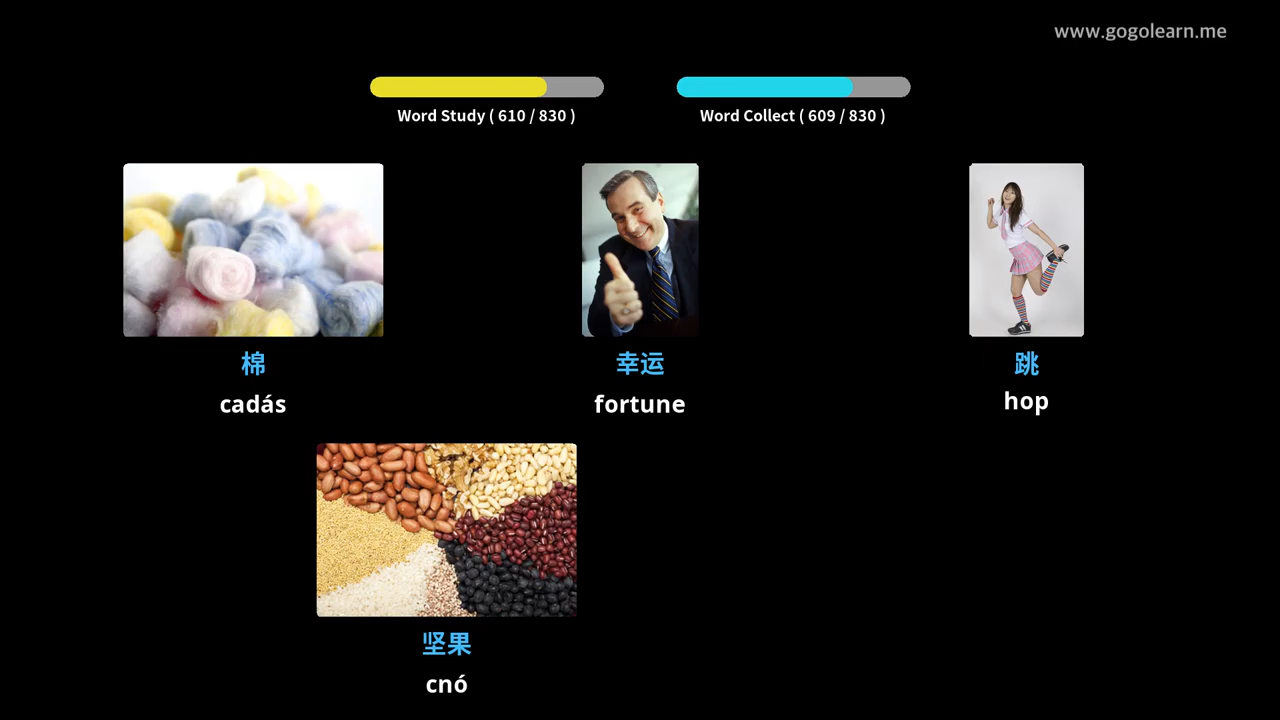 www.gogolearn.me
Word Study ( 610 / 830 )
Word Collect ( 609 / 830 )
棉
cadás
幸运
fortune
跳
hop
坚果
cnó